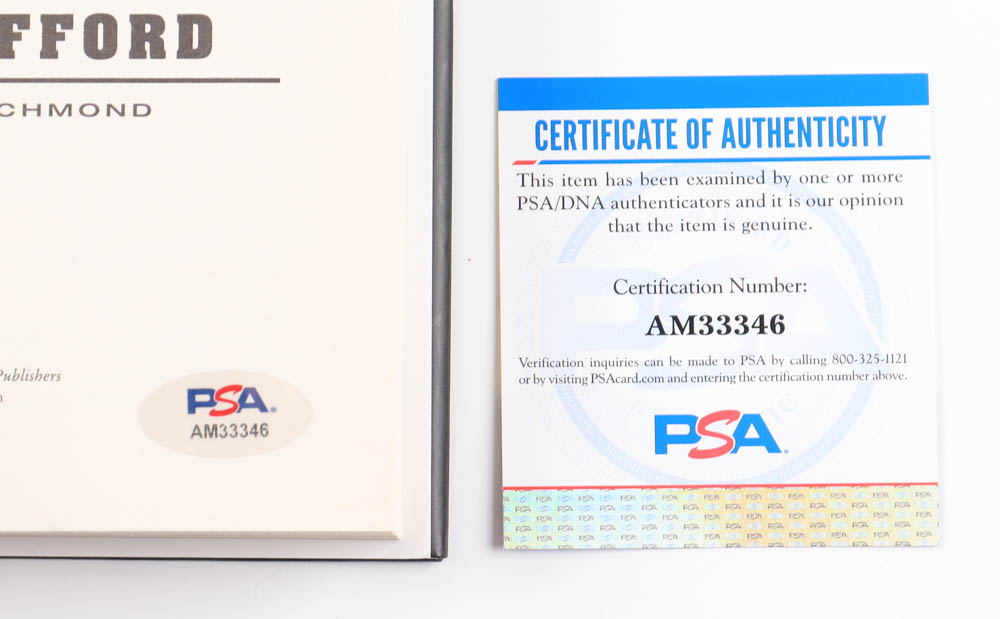 FFORD
CHMOND
Publishers
PSA
AM33346
CERTIFICATE OF AUTHENTICITY
This item has been examined by one or more
PSA/DNA authenticators and it is our opinion
that the item is genuine.
Certification Number:
AM33346
Verification inquiries can be made to PSA by calling 800-325-1121
or by visiting PSAcard.com and entering the certification number above.
PSA